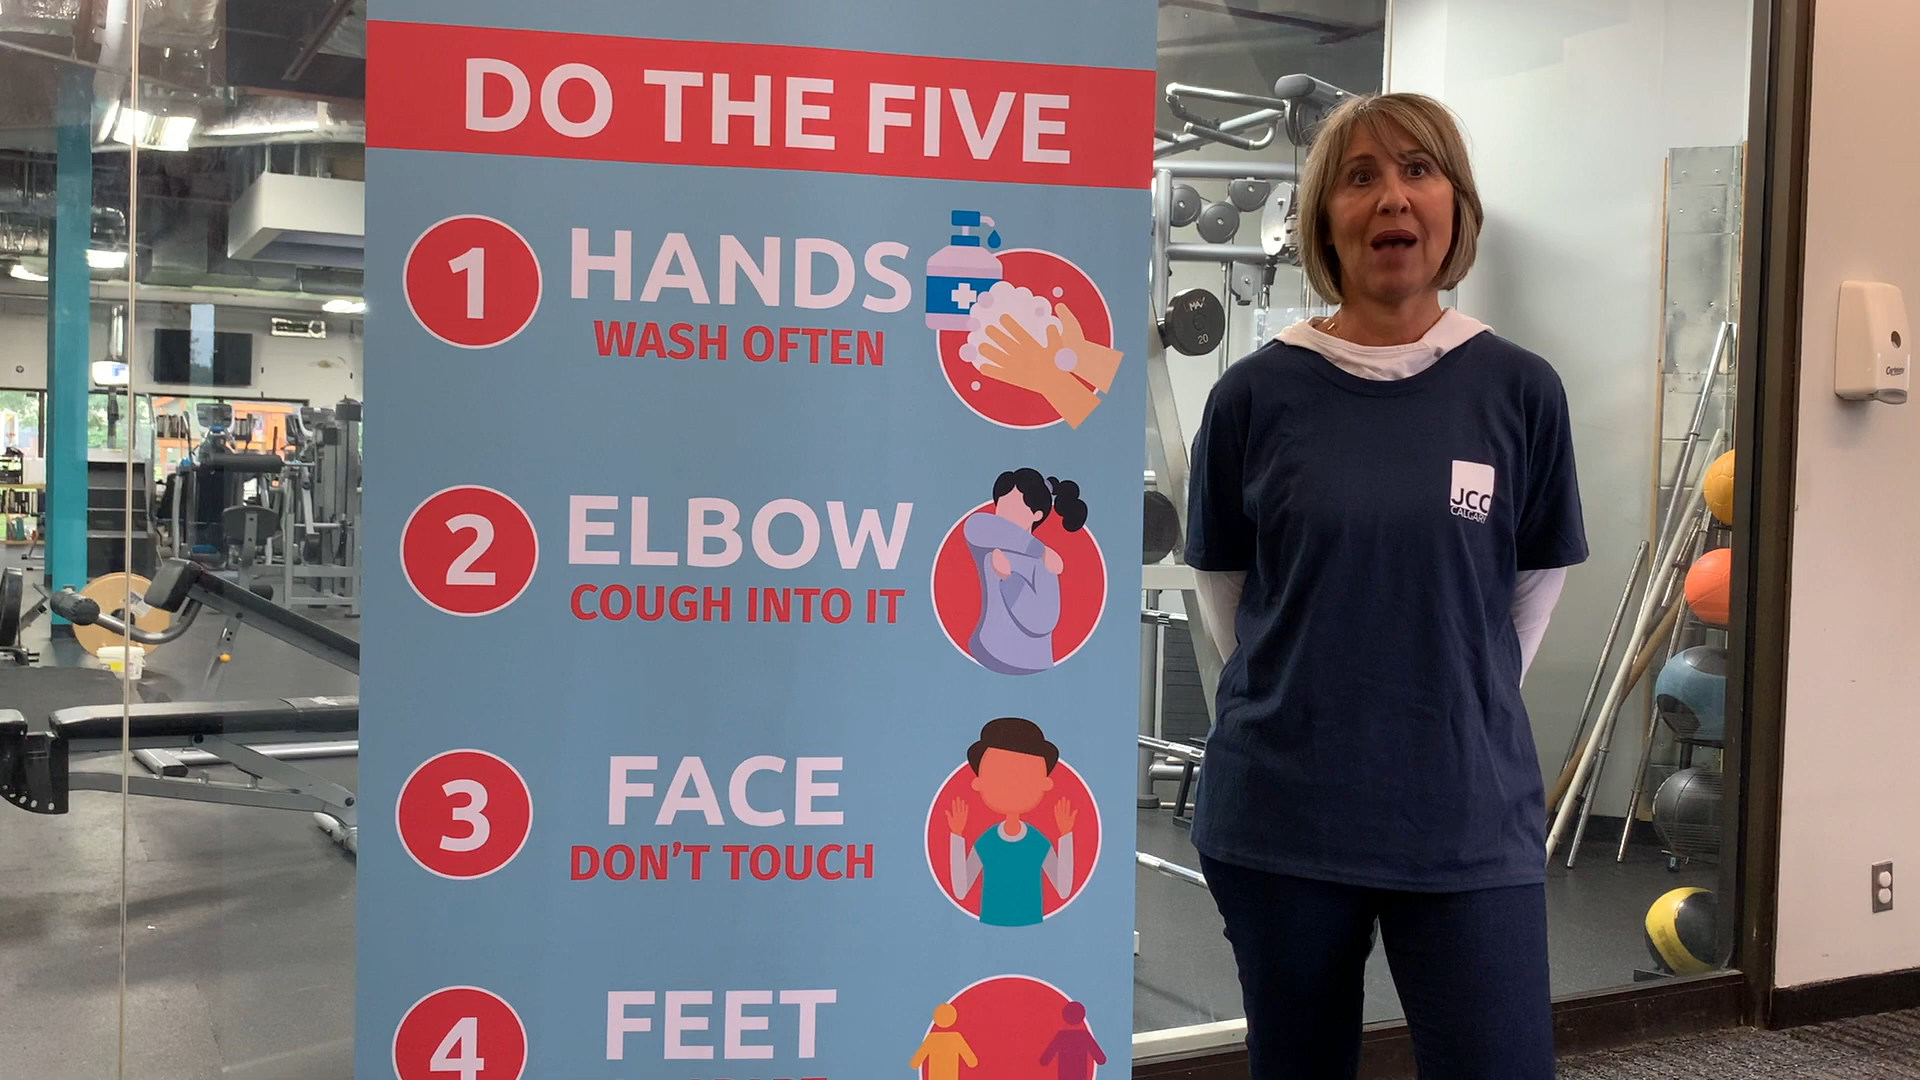 DO THE FIVE
1 HANDS
WASH OFTEN
2 ELBOW
COUGH INTO IT
3 FACE
DON'T TOUCH
4 FEET
JCC
CALGARY
20